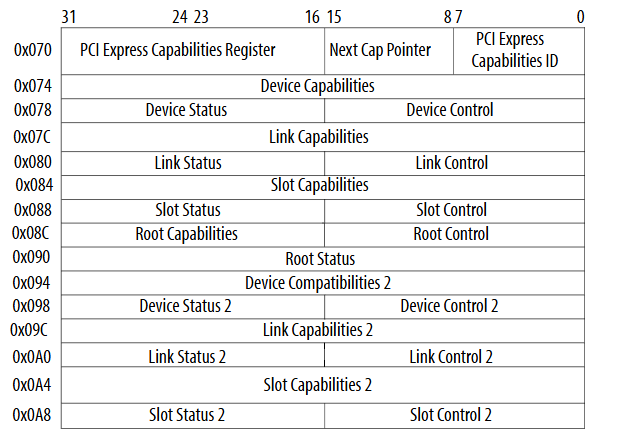 31 24 23 16 15 8 7 0
0x070 PCI Express Capabilities Register Next Cap Pointer PCI Express
Capabilities ID
0x074 Device Capabilities
0x078 Device Status Device Control
0x07C Link Capabilities
0x080 Link Status Link Control
0x084 Slot Capabilities
0x088 Slot Status Slot Control
0x08C Root Capabilities Root Control
0x090 Root Status
0x094 Device Compatibilities 2
0x098 Device Status 2 Device Control 2
0x09C Link Capabilities 2
0x0A0 Link Status 2 Link Control 2
0x0A4 Slot Capabilities 2
0x0A8 Slot Status 2 Slot Control 2